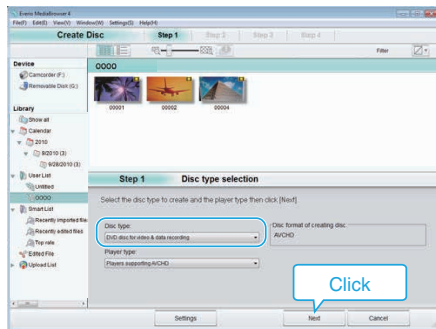 Everio MediaBrowser 4
File(F) Edit(E) View(V) Window(W) Settings(S) Help(H)
Create Disc
Step 1
Step 2
Step 3
Step 4
Filter
Device
Camcorder (F:)
Removable Disk (G:)
Library
Show all
Calendar
2010
9/2010 (3)
9/28/2010 (3)
User List
Untitled
0000
Smart List
Recently imported file
Recently edited files
Top rate
Edited File
Upload List
0000
00001
00002
00004
Step 1
Disc type selection
Select the disc type to create and the player type then click [Next]
Disc type:
DVD disc for video & data recording
Disc format of creating disc:
AVCHD
Player type:
Players supporting AVCHD
Click
Settings
Next
Cancel